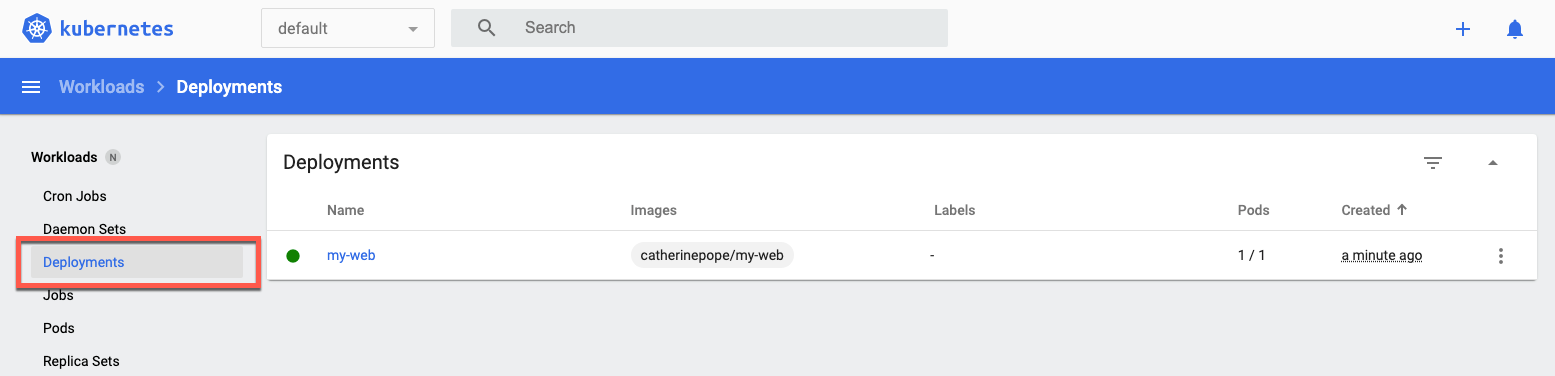 kubernetes
default
Search
Workloads > Deployments
Workloads N
Cron Jobs
Daemon Sets
Deployments
Jobs
Pods
Replica Sets
Deployments
Name Images Labels Pods Created ↑
my-web catherinepope/my-web - 1 / 1 a minute ago